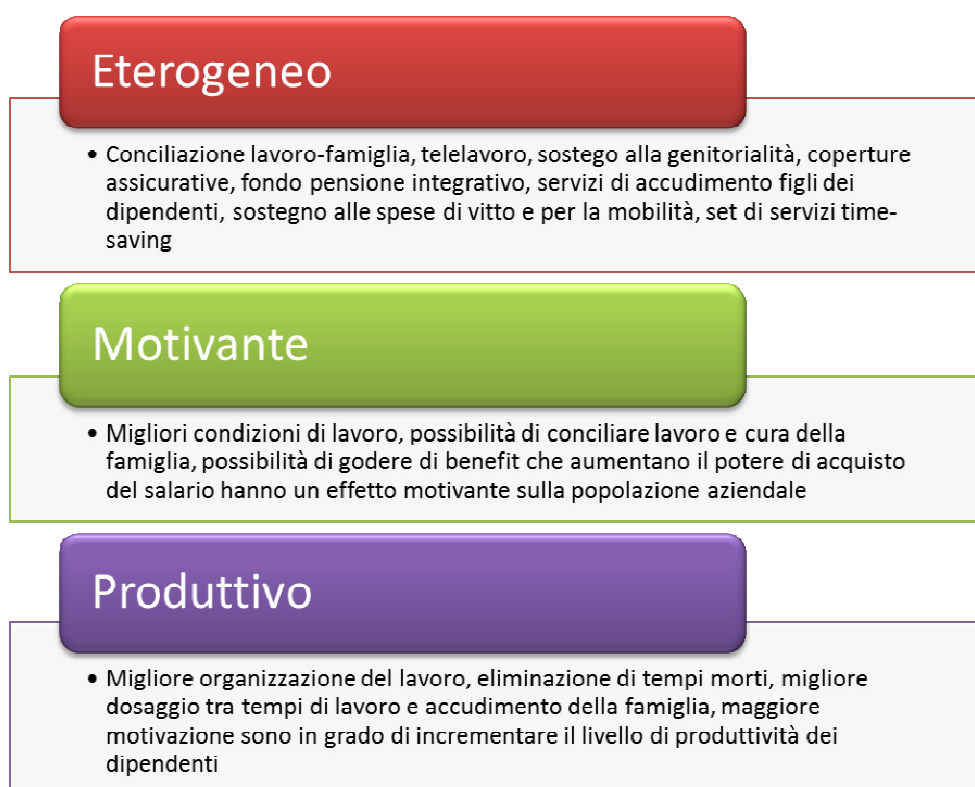 Eterogeneo
• Conciliazione lavoro-famiglia, telelavoro, sostego alla genitorialità, coperture
assicurative, fondo pensione integrativo, servizi di accudimento figli dei
dipendenti, sostegno alle spese di vitto e per la mobilità, set di servizi time-
saving
Motivante
• Migliori condizioni di lavoro, possibilità di conciliare lavoro e cura della
famiglia, possibilità di godere di benefit che aumentano il potere di acquisto
del salario hanno un effetto motivante sulla popolazione aziendale
Produttivo
• Migliore organizzazione del lavoro, eliminazione di tempi morti, migliore
dosaggio tra tempi di lavoro e accudimento della famiglia, maggiore
motivazione sono in grado di incrementare il livello di produttività dei
dipendenti